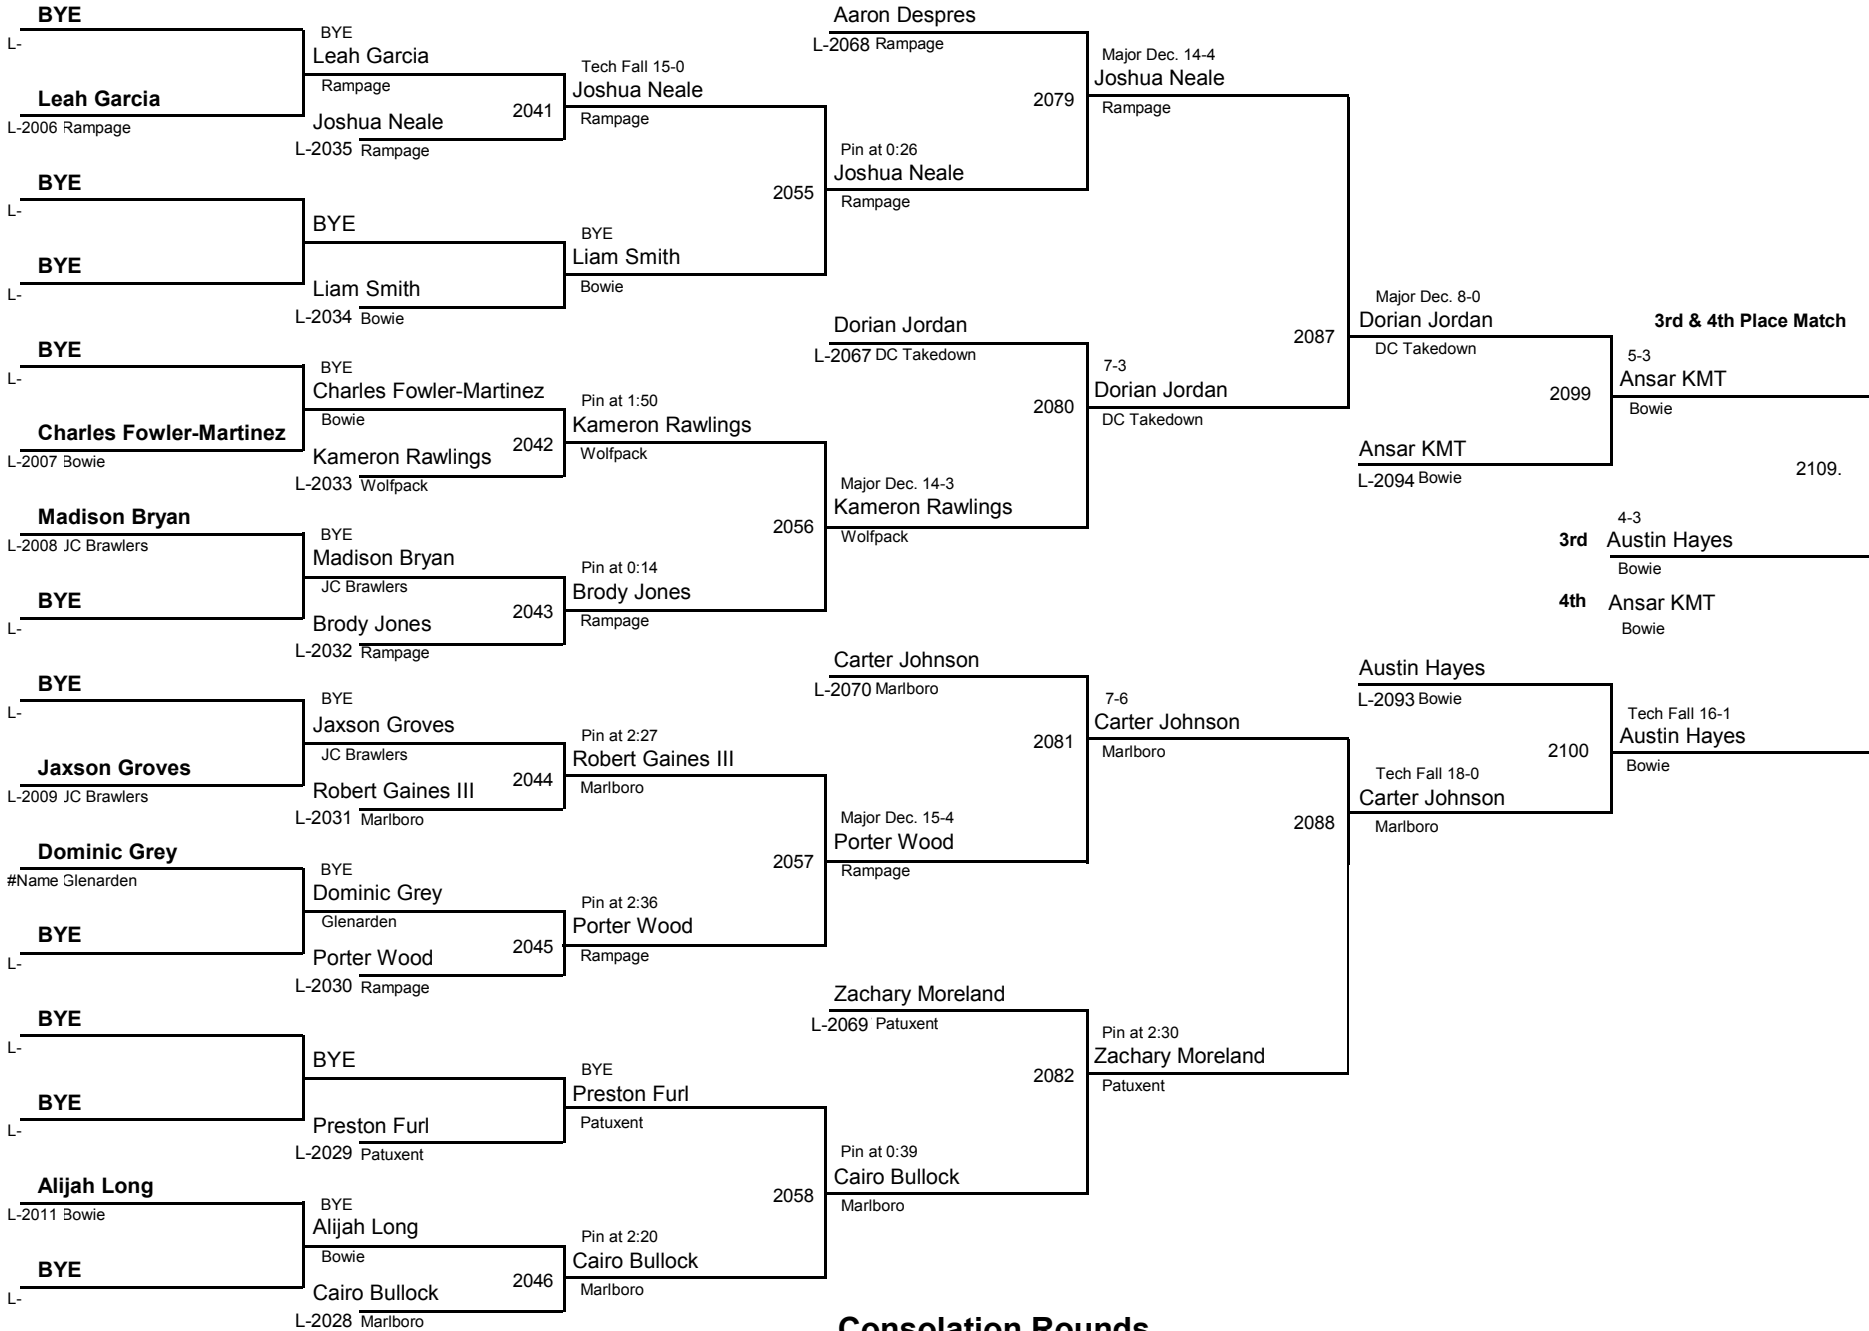 BYE
L-
Leah Garcia
L-2006 Rampage
BYE
L-
BYE
L-
BYE
L-
Charles Fowler-Martinez
L-2007 Bowie
Madison Bryan
L-2008 JC Brawlers
BYE
L-
BYE
L-
Jaxson Groves
L-2009 JC Brawlers
Dominic Grey
#Name Glenarden
BYE
L-
BYE
L-
BYE
L-
Alijah Long
L-2011 Bowie
BYE
L-
BYE
Leah Garcia
Rampage
2041
Joshua Neale
L-2035 Rampage
BYE
Liam Smith
L-2034 Bowie
BYE
Charles Fowler-Martinez
Bowie
2042
Kameron Rawlings
L-2033 Wolfpack
BYE
Madison Bryan
JC Brawlers
2043
Brody Jones
L-2032 Rampage
BYE
Jaxson Groves
JC Brawlers
2044
Robert Gaines III
L-2031 Marlboro
BYE
Dominic Grey
Glenarden
2045
Porter Wood
L-2030 Rampage
BYE
Preston Furl
L-2029 Patuxent
BYE
Alijah Long
Bowie
2046
Cairo Bullock
L-2028 Marlboro
Tech Fall 15-0
Joshua Neale
Rampage
2055
BYE
Liam Smith
Bowie
Pin at 1:50
Kameron Rawlings
Wolfpack
2056
Pin at 0:14
Brody Jones
Rampage
Pin at 2:27
Robert Gaines III
Marlboro
2057
Pin at 2:36
Porter Wood
Rampage
BYE
Preston Furl
Patuxent
2058
Pin at 2:20
Cairo Bullock
Marlboro
Aaron Despres
L-2068 Rampage
2079
Pin at 0:26
Joshua Neale
Rampage
Dorian Jordan
L-2067 DC Takedown
2080
Major Dec. 14-3
Kameron Rawlings
Wolfpack
Carter Johnson
L-2070 Marlboro
2081
Major Dec. 15-4
Porter Wood
Rampage
Zachary Moreland
L-2069 Patuxent
2082
Pin at 0:39
Cairo Bullock
Marlboro
Major Dec. 14-4
Joshua Neale
Rampage
2087
7-3
Dorian Jordan
DC Takedown
7-6
Carter Johnson
Marlboro
2088
Pin at 2:30
Zachary Moreland
Patuxent
Major Dec. 8-0
Dorian Jordan
DC Takedown
2099
Ansar KMT
L-2094 Bowie
Austin Hayes
L-2093 Bowie
2100
Tech Fall 18-0
Carter Johnson
Marlboro
3rd & 4th Place Match
5-3
Ansar KMT
Bowie
2109.
4-3
3rd Austin Hayes
Bowie
4th Ansar KMT
Bowie
Tech Fall 16-1
Austin Hayes
Bowie
Consolation Rounds